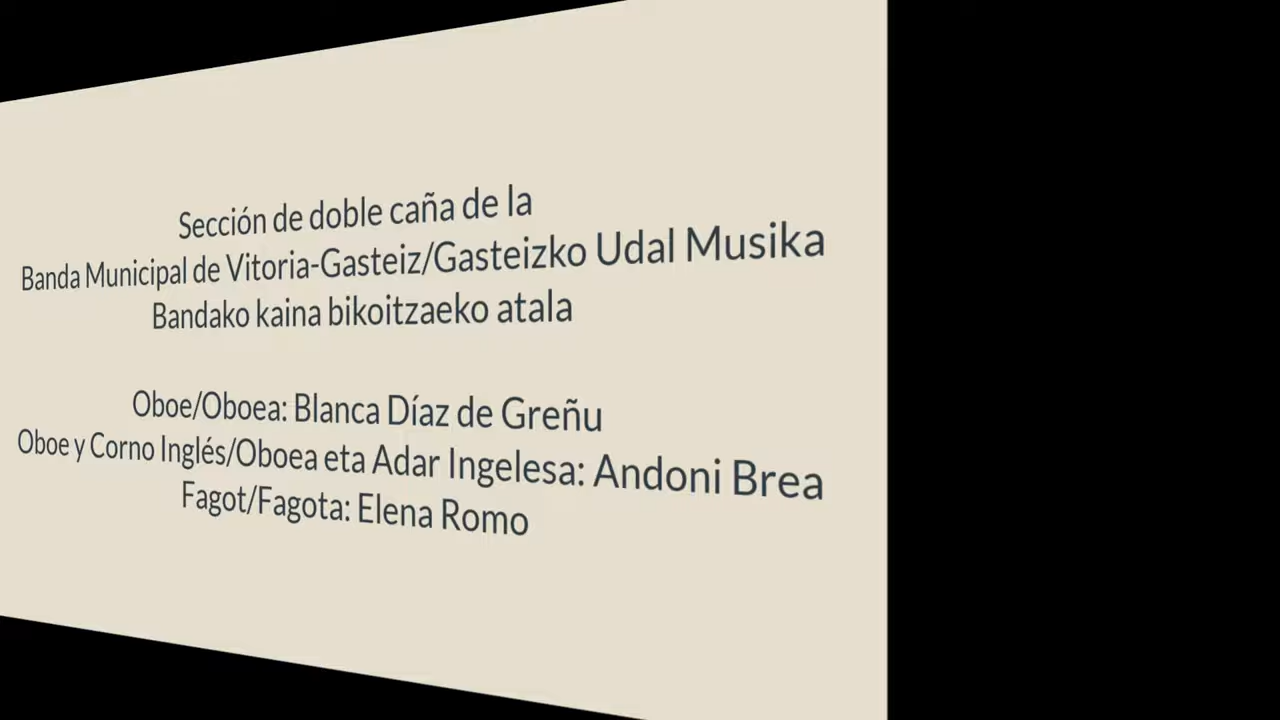 Sección de doble caña de la
Banda Municipal de Vitoria-Gasteiz/Gasteizko Udal Musika
Bandako kaina bikoitzaeko atala
Oboe/Oboea: Blanca Díaz de Greñu
Oboe y Corno Inglés/Oboea eta Adar Ingelesa: Andoni Brea
Fagot/Fagota: Elena Romo